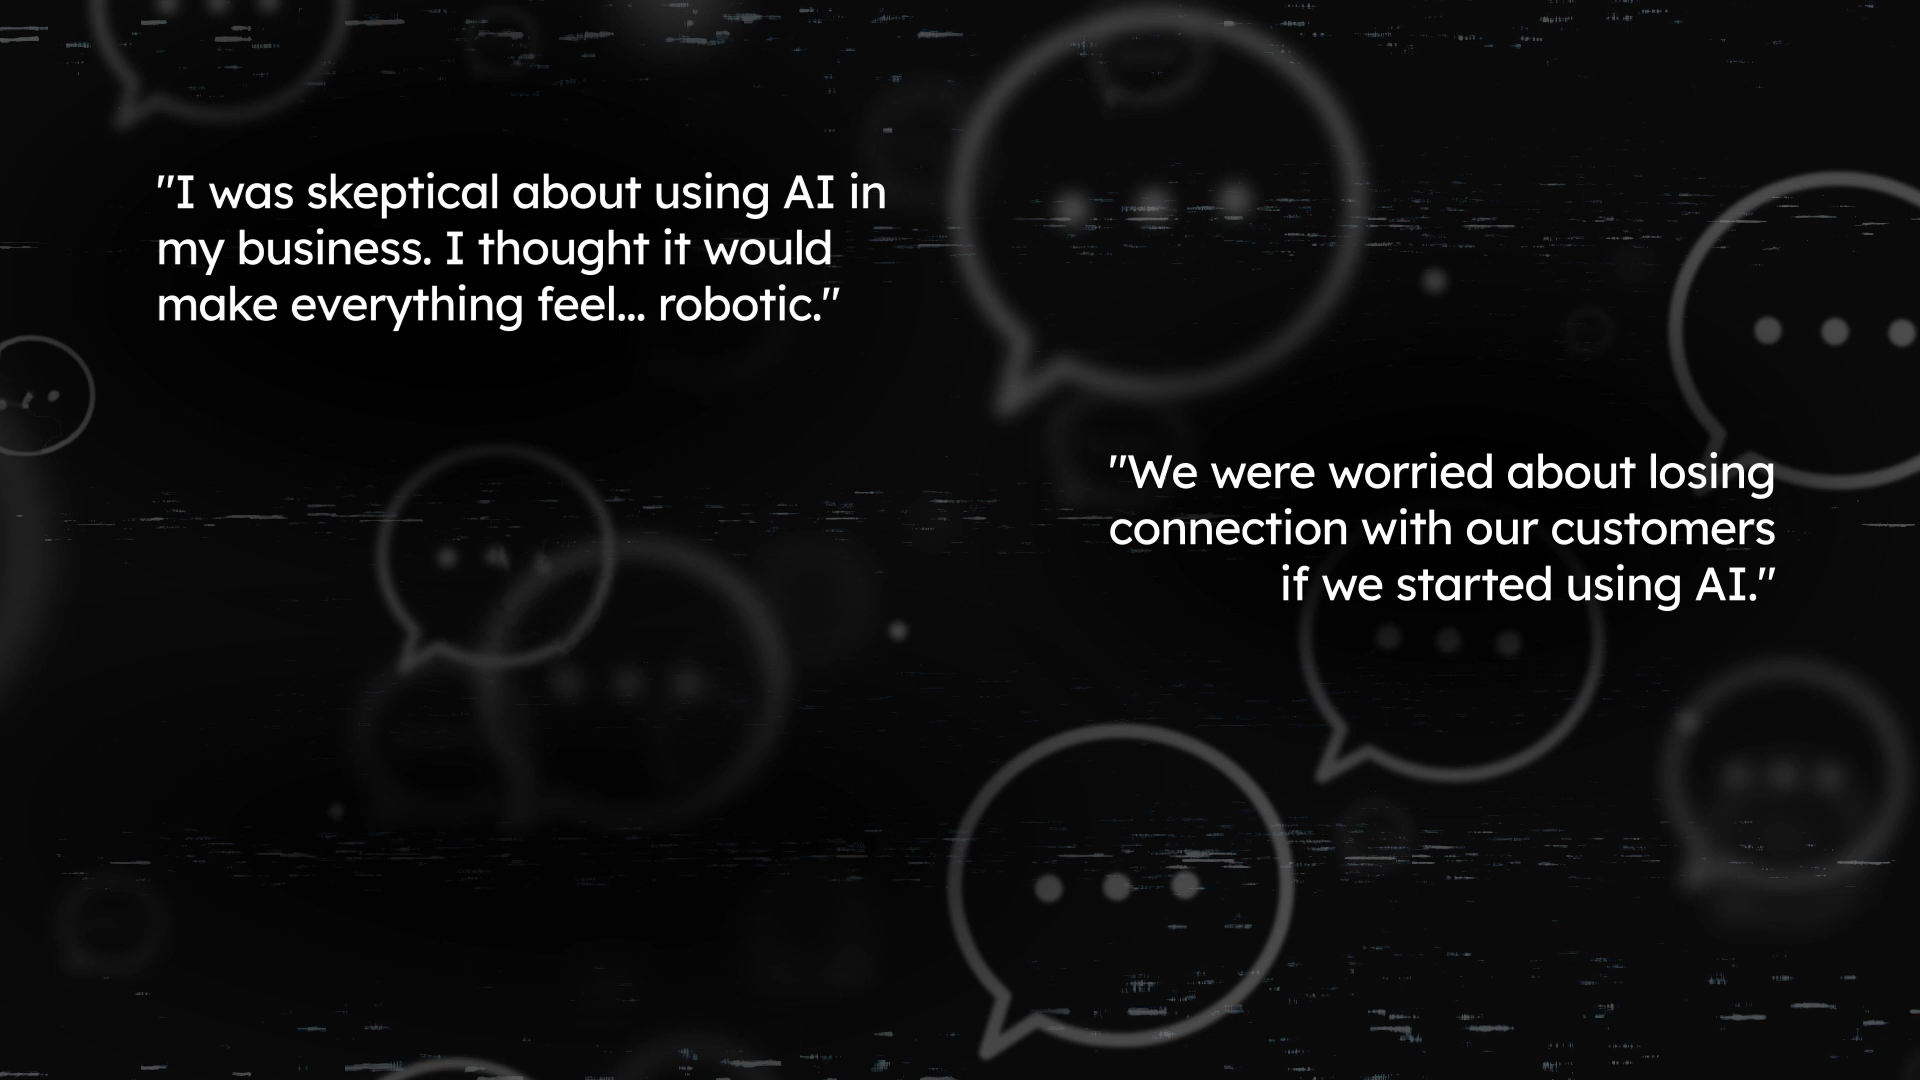 "I was skeptical about using AI in
my business. I thought it would
make everything feel... robotic."
"We were worried about losing
connection with our customers
if we started using AI."